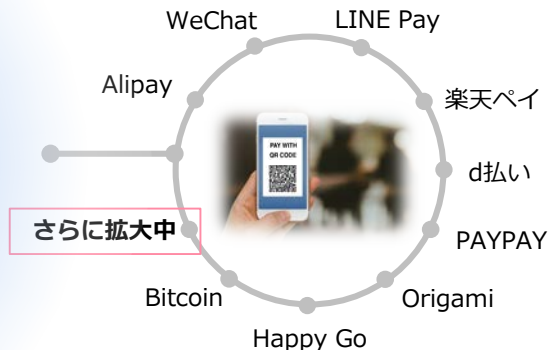 WeChat
LINE Pay
Alipay
楽天ペイ
PAY WITH
QR CODE
d払い
さらに拡大中
PAYPAY
Bitcoin
Origami
Happy Go